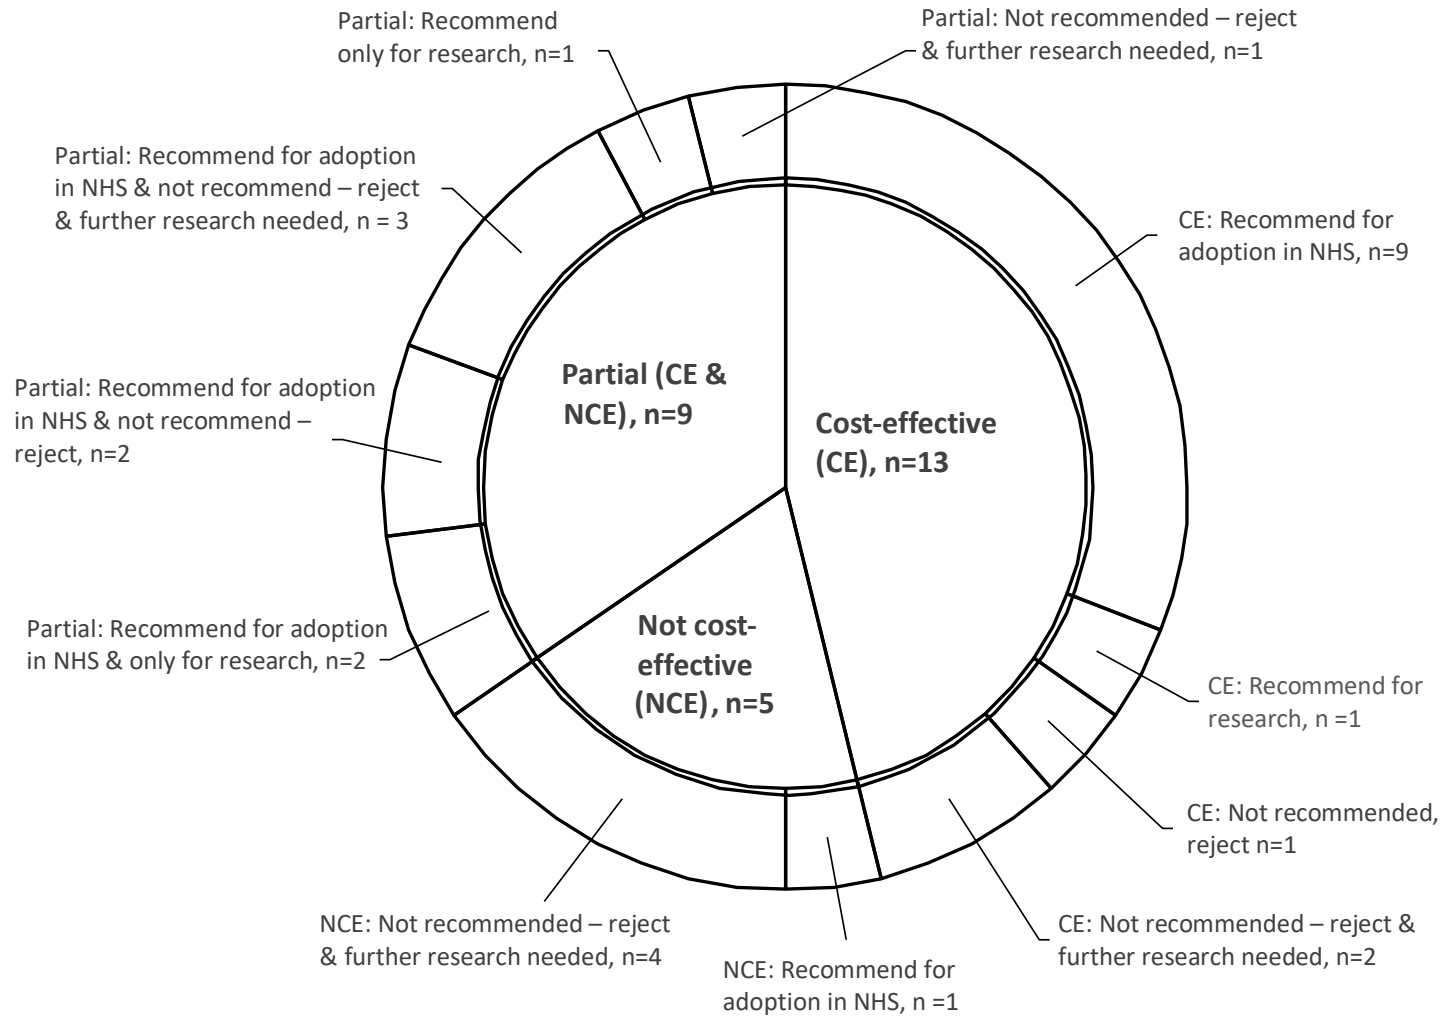 Partial: Recommend
only for research, n=1
Partial: Not recommended – reject
& further research needed, n=1
Partial: Recommend for adoption
in NHS & not recommend – reject
& further research needed, n = 3
CE: Recommend for
adoption in NHS, n=9
Partial (CE &
NCE), n=9
Cost-effective
(CE), n=13
Partial: Recommend for adoption
in NHS & not recommend –
reject, n=2
Not cost-
effective
(NCE), n=5
Partial: Recommend for adoption
in NHS & only for research, n=2
CE: Recommend for
research, n =1
CE: Not recommended,
reject n=1
NCE: Not recommended – reject
& further research needed, n=4
CE: Not recommended – reject &
further research needed, n=2
NCE: Recommend for
adoption in NHS, n =1